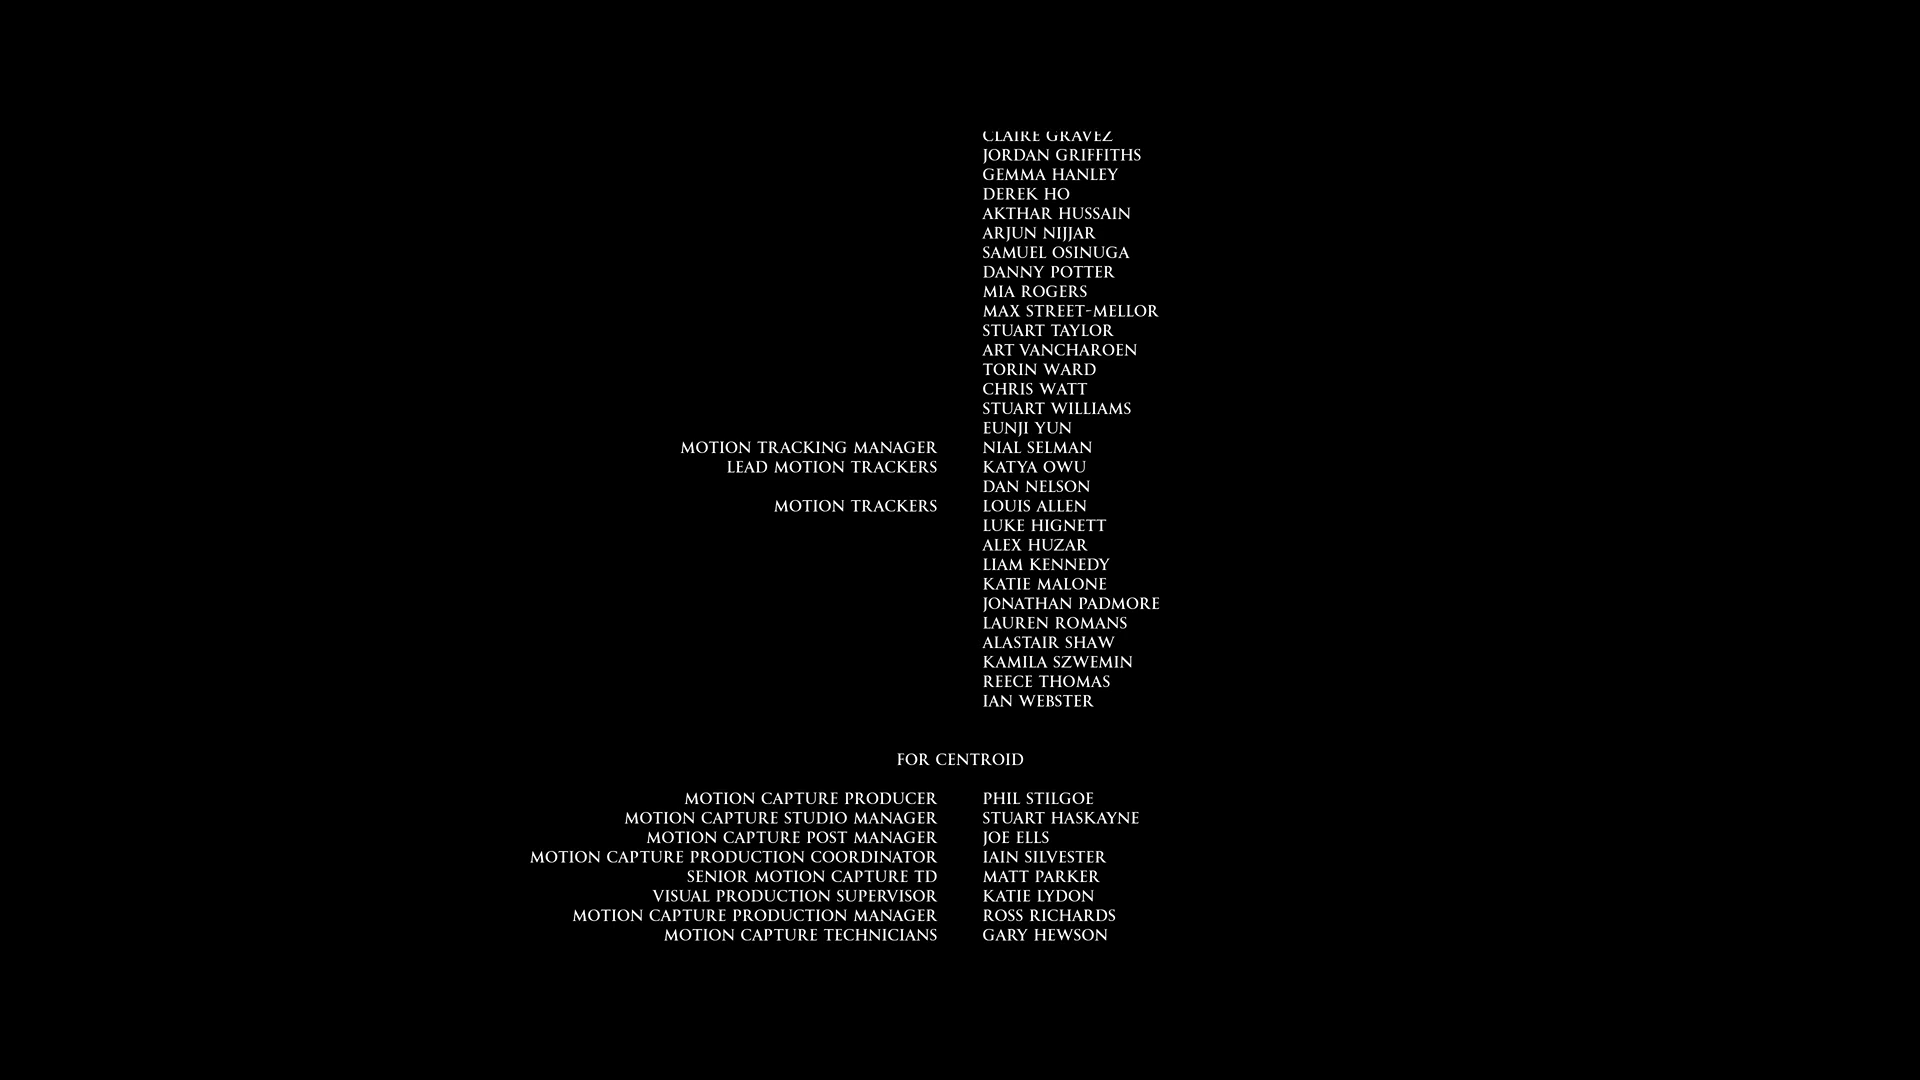 CLAIRE GRAVEZ
JORDAN GRIFFITHS
GEMMA HANLEY
DEREK HO
AKTHAR HUSSAIN
ARJUN NIJJAR
SAMUEL OSINUGA
DANNY POTTER
MIA ROGERS
MAX STREET-MELLOR
STUART TAYLOR
ART VANCHAROEN
TORIN WARD
CHRIS WATT
STUART WILLIAMS
EUNJI YUN
MOTION TRACKING MANAGER NIAL SELMAN
LEAD MOTION TRACKERS KATYA OWU
DAN NELSON
MOTION TRACKERS LOUIS ALLEN
LUKE HIGNETT
ALEX HUZAR
LIAM KENNEDY
KATIE MALONE
JONATHAN PADMORE
LAUREN ROMANS
ALASTAIR SHAW
KAMILA SZWEMIN
REECE THOMAS
IAN WEBSTER
FOR CENTROID
MOTION CAPTURE PRODUCER PHIL STILGOE
MOTION CAPTURE STUDIO MANAGER STUART HASKAYNE
MOTION CAPTURE POST MANAGER JOE ELLS
MOTION CAPTURE PRODUCTION COORDINATOR IAIN SILVESTER
SENIOR MOTION CAPTURE TD MATT PARKER
VISUAL PRODUCTION SUPERVISOR KATIE LYDON
MOTION CAPTURE PRODUCTION MANAGER ROSS RICHARDS
MOTION CAPTURE TECHNICIANS GARY HEWSON